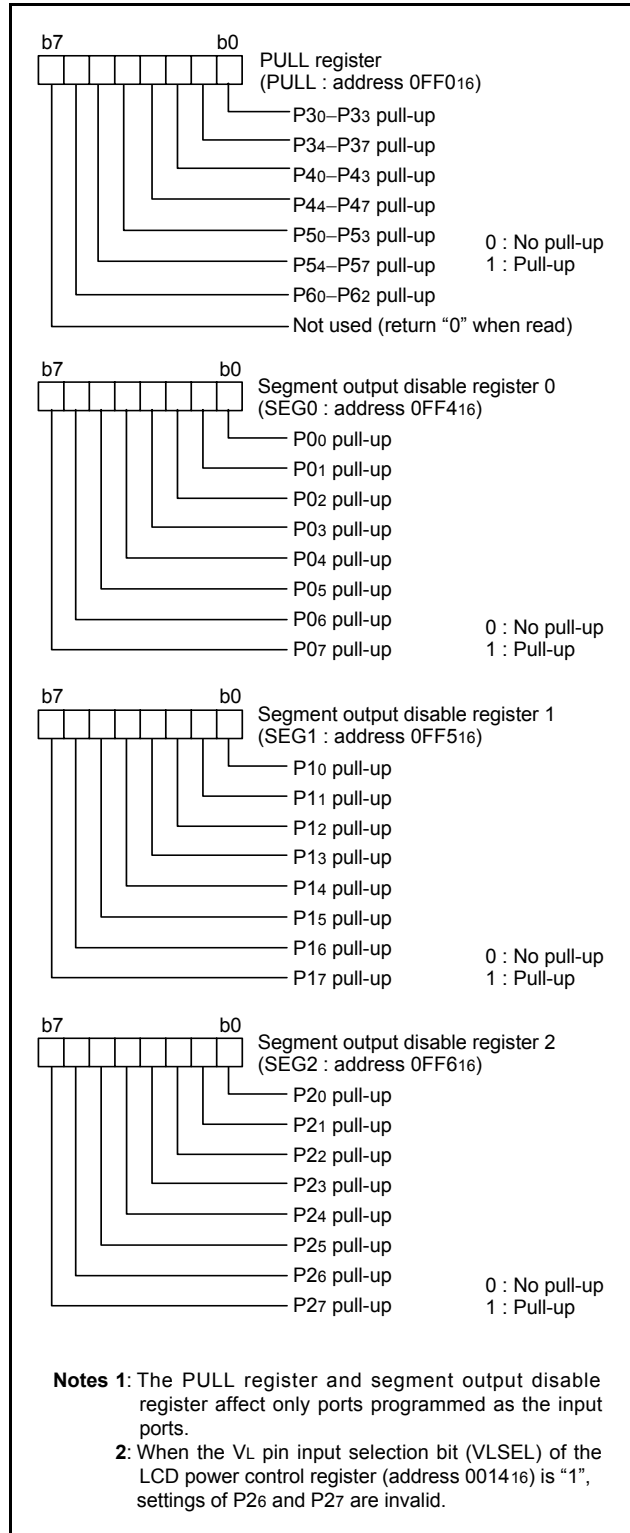 b7 b0
PULL register
(PULL : address 0FF016)
P30–P33 pull-up
P34–P37 pull-up
P40–P43 pull-up
P44–P47 pull-up
P50–P53 pull-up
0 : No pull-up
P54–P57 pull-up
1 : Pull-up
P60–P62 pull-up
Not used (return “0” when read)
b7 b0
Segment output disable register 0
(SEG0 : address 0FF416)
P00 pull-up
P01 pull-up
P02 pull-up
P03 pull-up
P04 pull-up
P05 pull-up
P06 pull-up
0 : No pull-up
P07 pull-up
1 : Pull-up
b7 b0
Segment output disable register 1
(SEG1 : address 0FF516)
P10 pull-up
P11 pull-up
P12 pull-up
P13 pull-up
P14 pull-up
P15 pull-up
P16 pull-up
0 : No pull-up
P17 pull-up
1 : Pull-up
b7 b0
Segment output disable register 2
(SEG2 : address 0FF616)
P20 pull-up
P21 pull-up
P22 pull-up
P23 pull-up
P24 pull-up
P25 pull-up
P26 pull-up
0 : No pull-up
P27 pull-up
1 : Pull-up
Notes 1: The PULL register and segment output disable
register affect only ports programmed as the input
ports.
2: When the VL pin input selection bit (VLSEL) of the
LCD power control register (address 001416) is “1”,
settings of P26 and P27 are invalid.